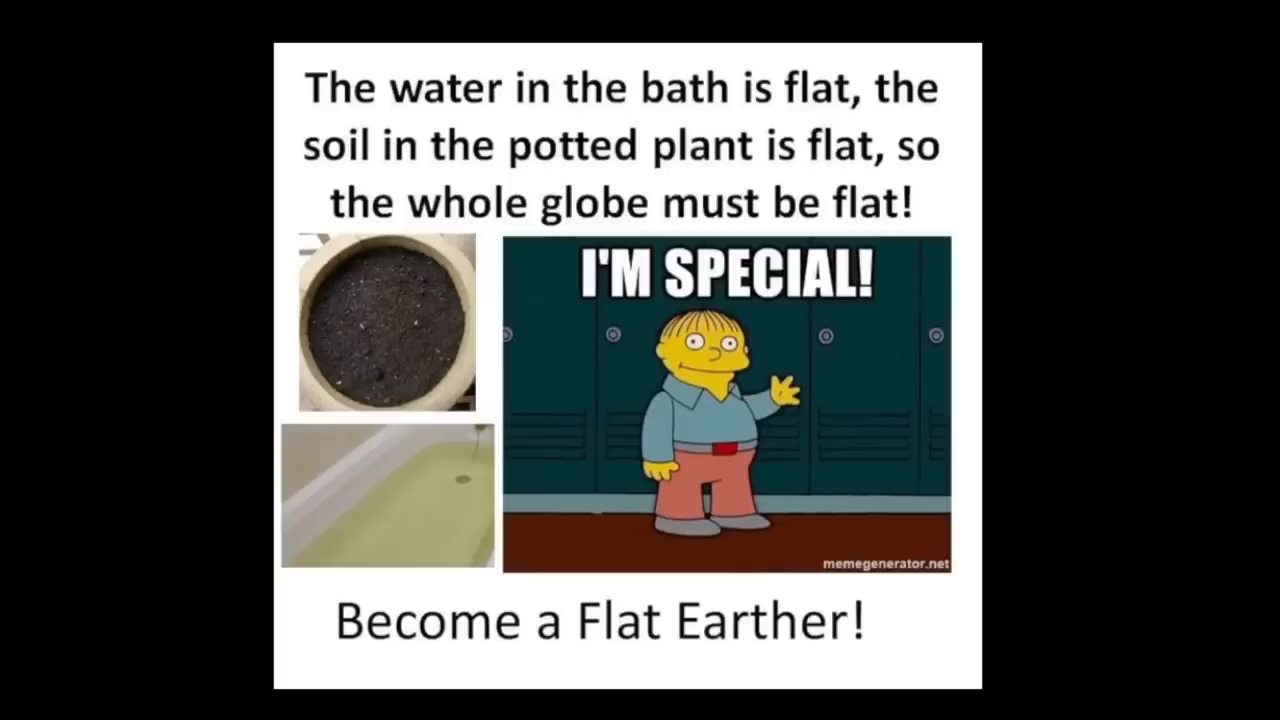 The water in the bath is flat, the
soil in the potted plant is flat, so
the whole globe must be flat!
I'M SPECIAL!
memegenerator.net
Become a Flat Earther!